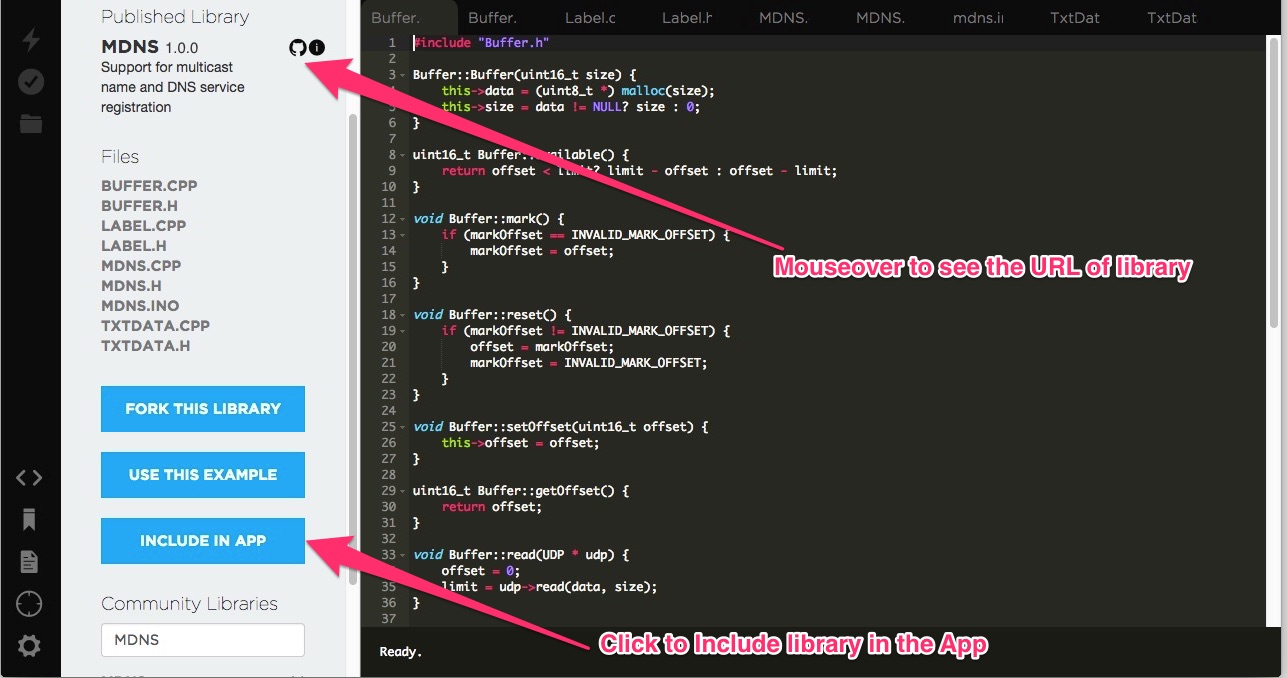 Published Library
MDNS 1.0.0
Support for multicast
name and DNS service
registration
Files
BUFFER.CPP
BUFFER.H
LABEL.CPP
LABEL.H
MDNS.CPP
MDNS.H
MDNS.INO
TXTDATA.CPP
TXTDATA.H
FORK THIS LIBRARY
USE THIS EXAMPLE
INCLUDE IN APP
Community Libraries
MDNS
Buffer. Buffer. Label.c Label.h MDNS. MDNS. mdns.i TxtDat TxtDat
1 #include "Buffer.h"
2
3 Buffer::Buffer(uint16_t size) {
this->data = (uint8_t *) malloc(size);
this->size = data != NULL? size : 0;
6 }
7
8 uint16_t Buffer:: {
9 return offset < limit? limit - offset : offset - limit;
10 }
11
12 void Buffer::mark() {
13 if (markOffset == INVALID_MARK_OFFSET) {
14 markOffset = offset;
15 }
16 }
17
18 void Buffer::reset() {
19 if (markOffset != INVALID_MARK_OFFSET) {
20 offset = markOffset;
21 markOffset = INVALID_MARK_OFFSET;
22 }
23 }
24
25 void Buffer::setOffset(uint16_t offset) {
26 this->offset = offset;
27 }
28
29 uint16_t Buffer::getOffset() {
30 return offset;
31 }
32
33 void Buffer::read(UDP * udp) {
offset = 0;
35 limit = udp->read(data, size);
36 }
37
Ready.
Mouseover to see the URL of library
Click to Include library in the App